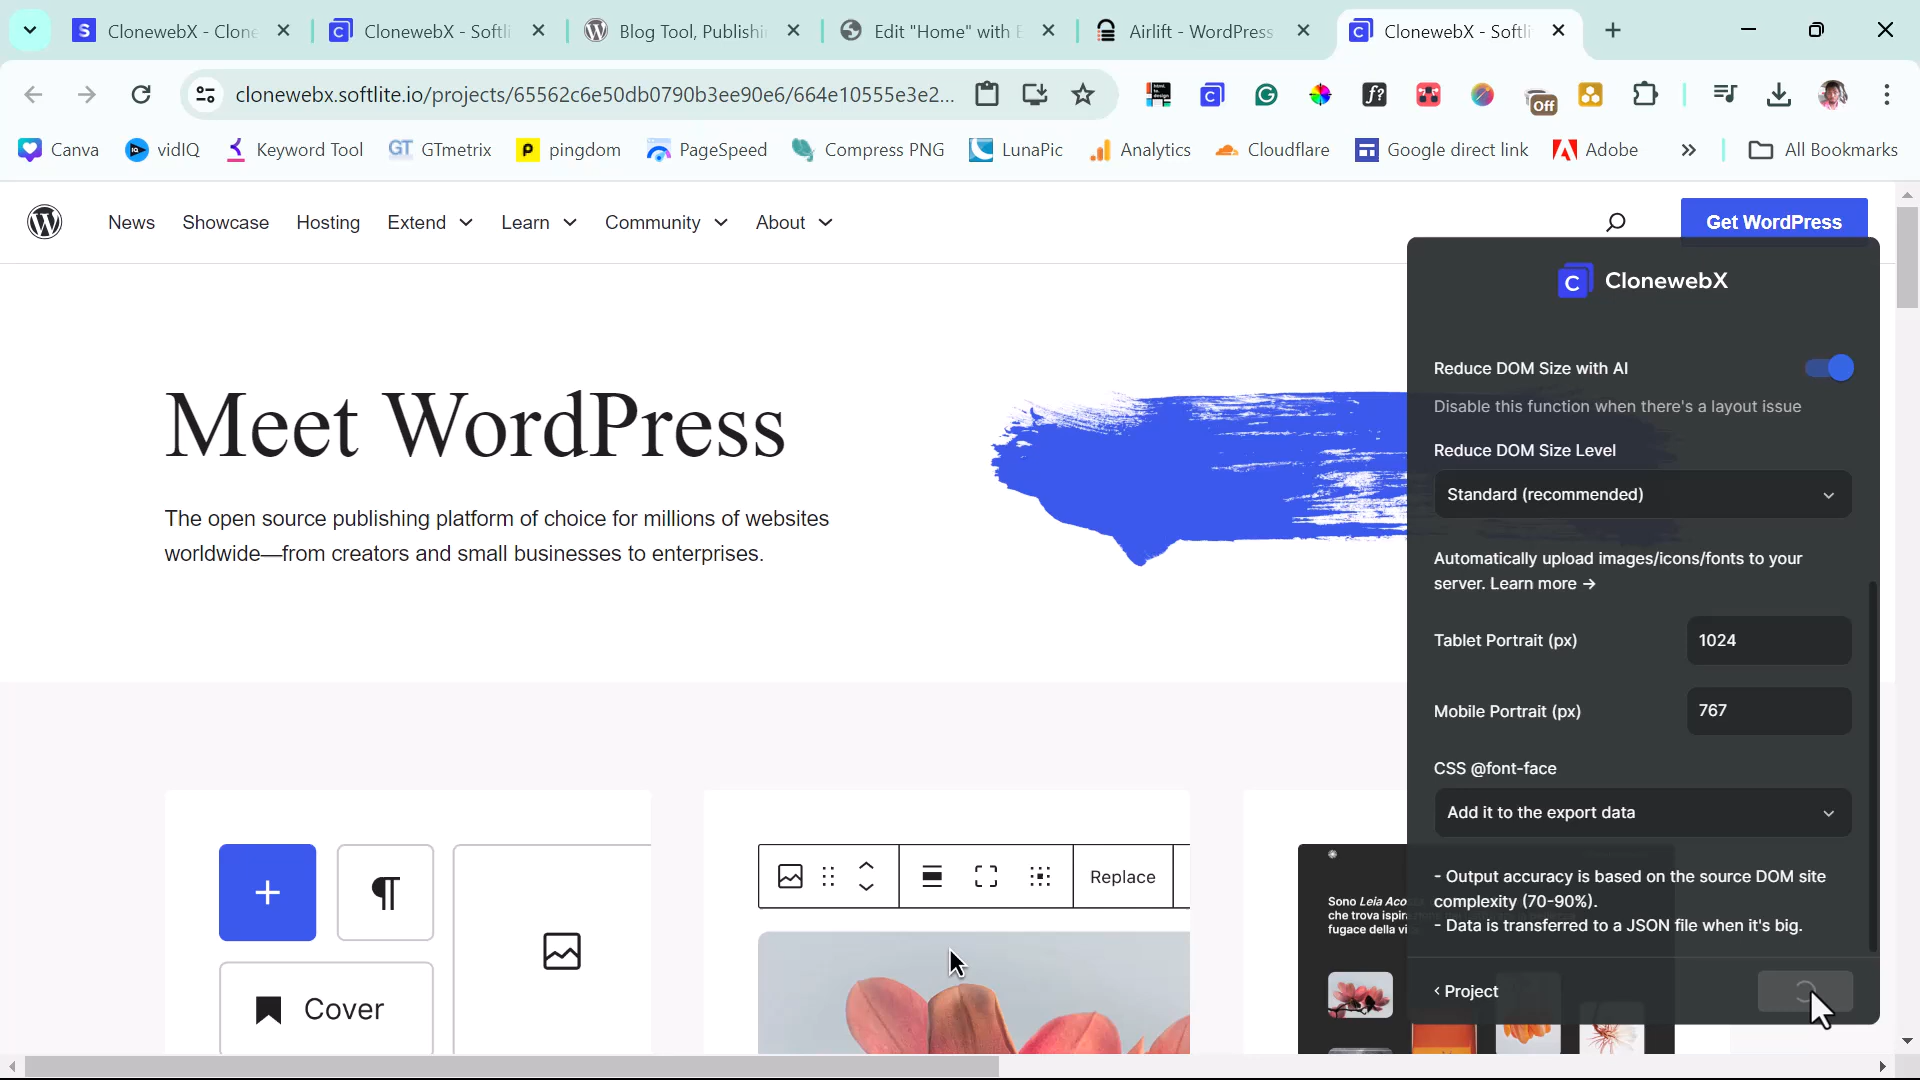 ClonewebX - Clone
ClonewebX - Softli
Blog Tool, Publishi
Edit "Home" with E
Airlift - WordPress
ClonewebX - Softli
clonewebx.softlite.io/projects/65562c6e50db0790b3ee90e6/664e10555e3e2...
Off
Canva
vidIQ
Keyword Tool
GTmetrix
pingdom
PageSpeed
Compress PNG
LunaPic
Analytics
Cloudflare
Google direct link
Adobe
All Bookmarks
News
Showcase
Hosting
Extend
Learn
Community
About
Get WordPress
Meet WordPress
The open source publishing platform of choice for millions of websites
worldwide—from creators and small businesses to enterprises.
Replace
Cover
Sono Leia Acos
che trova ispir
fugace della vi
ClonewebX
Reduce DOM Size with AI
Disable this function when there's a layout issue
Reduce DOM Size Level
Standard (recommended)
Automatically upload images/icons/fonts to your
server. Learn more →
Tablet Portrait (px)
1024
Mobile Portrait (px)
767
CSS @font-face
Add it to the export data
- Output accuracy is based on the source DOM site
complexity (70-90%).
- Data is transferred to a JSON file when it's big.
‹ Project